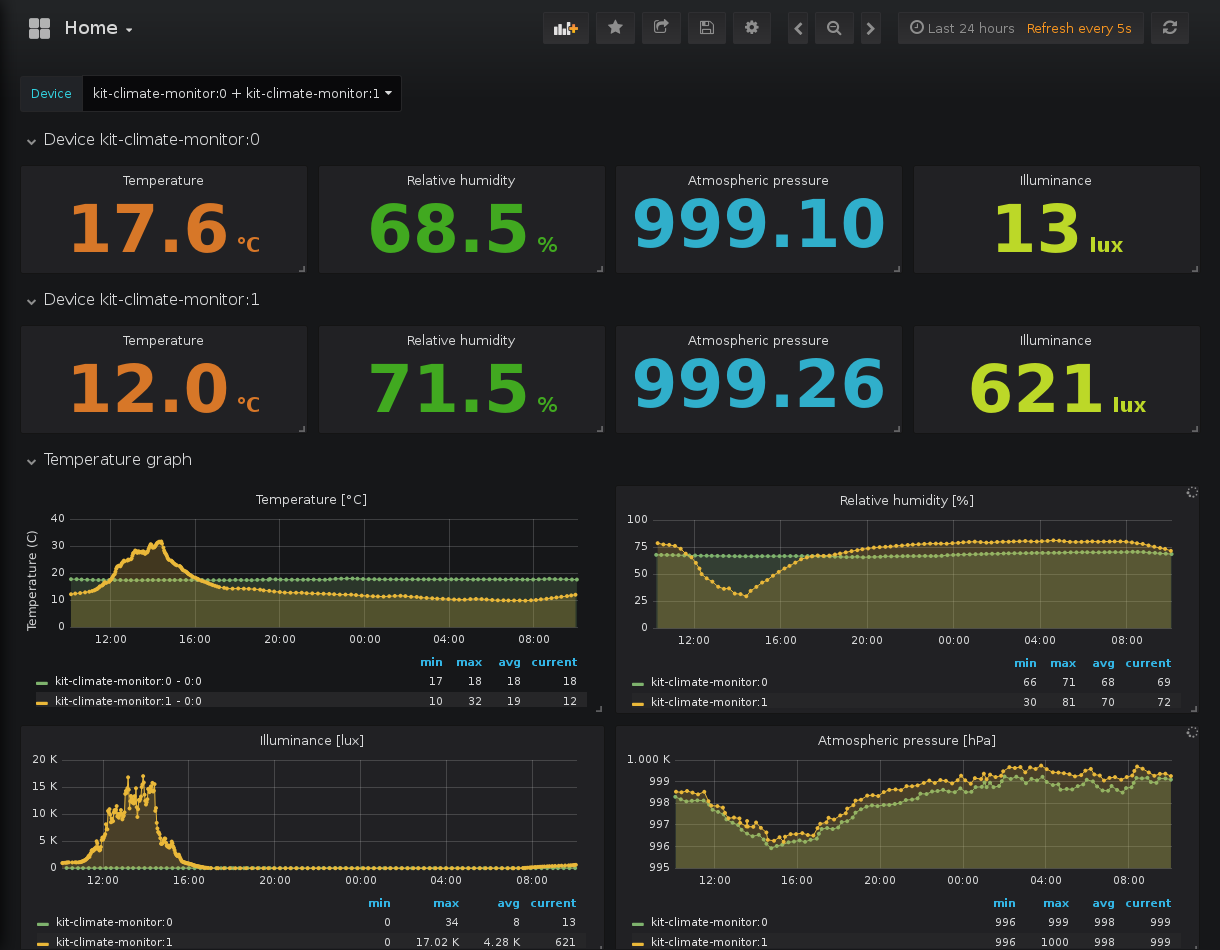 Home
Last 24 hours Refresh every 5s
Device kit-climate-monitor:0 + kit-climate-monitor:1
Device kit-climate-monitor:0
Temperature Relative humidity Atmospheric pressure Illuminance
17.6 °C 68.5 % 999.10 13 lux
Device kit-climate-monitor:1
Temperature Relative humidity Atmospheric pressure Illuminance
12.0 °C 71.5 % 999.26 621 lux
Temperature graph
Temperature [°C]
Temperature (C)
40
30
20
10
0
12:00 16:00 20:00 00:00 04:00 08:00
min max avg current
kit-climate-monitor:0 - 0:0 17 18 18 18
kit-climate-monitor:1 - 0:0 10 32 19 12
Relative humidity [%]
100
75
50
25
0
12:00 16:00 20:00 00:00 04:00 08:00
min max avg current
kit-climate-monitor:0 66 71 68 69
kit-climate-monitor:1 30 81 70 72
Illuminance [lux]
20 K
15 K
10 K
5 K
0
12:00 16:00 20:00 00:00 04:00 08:00
min max avg current
kit-climate-monitor:0 0 34 8 13
kit-climate-monitor:1 0 17.02 K 4.28 K 621
Atmospheric pressure [hPa]
1.000 K
999
998
997
996
995
12:00 16:00 20:00 00:00 04:00 08:00
min max avg current
kit-climate-monitor:0 996 999 998 999
kit-climate-monitor:1 996 1000 998 999